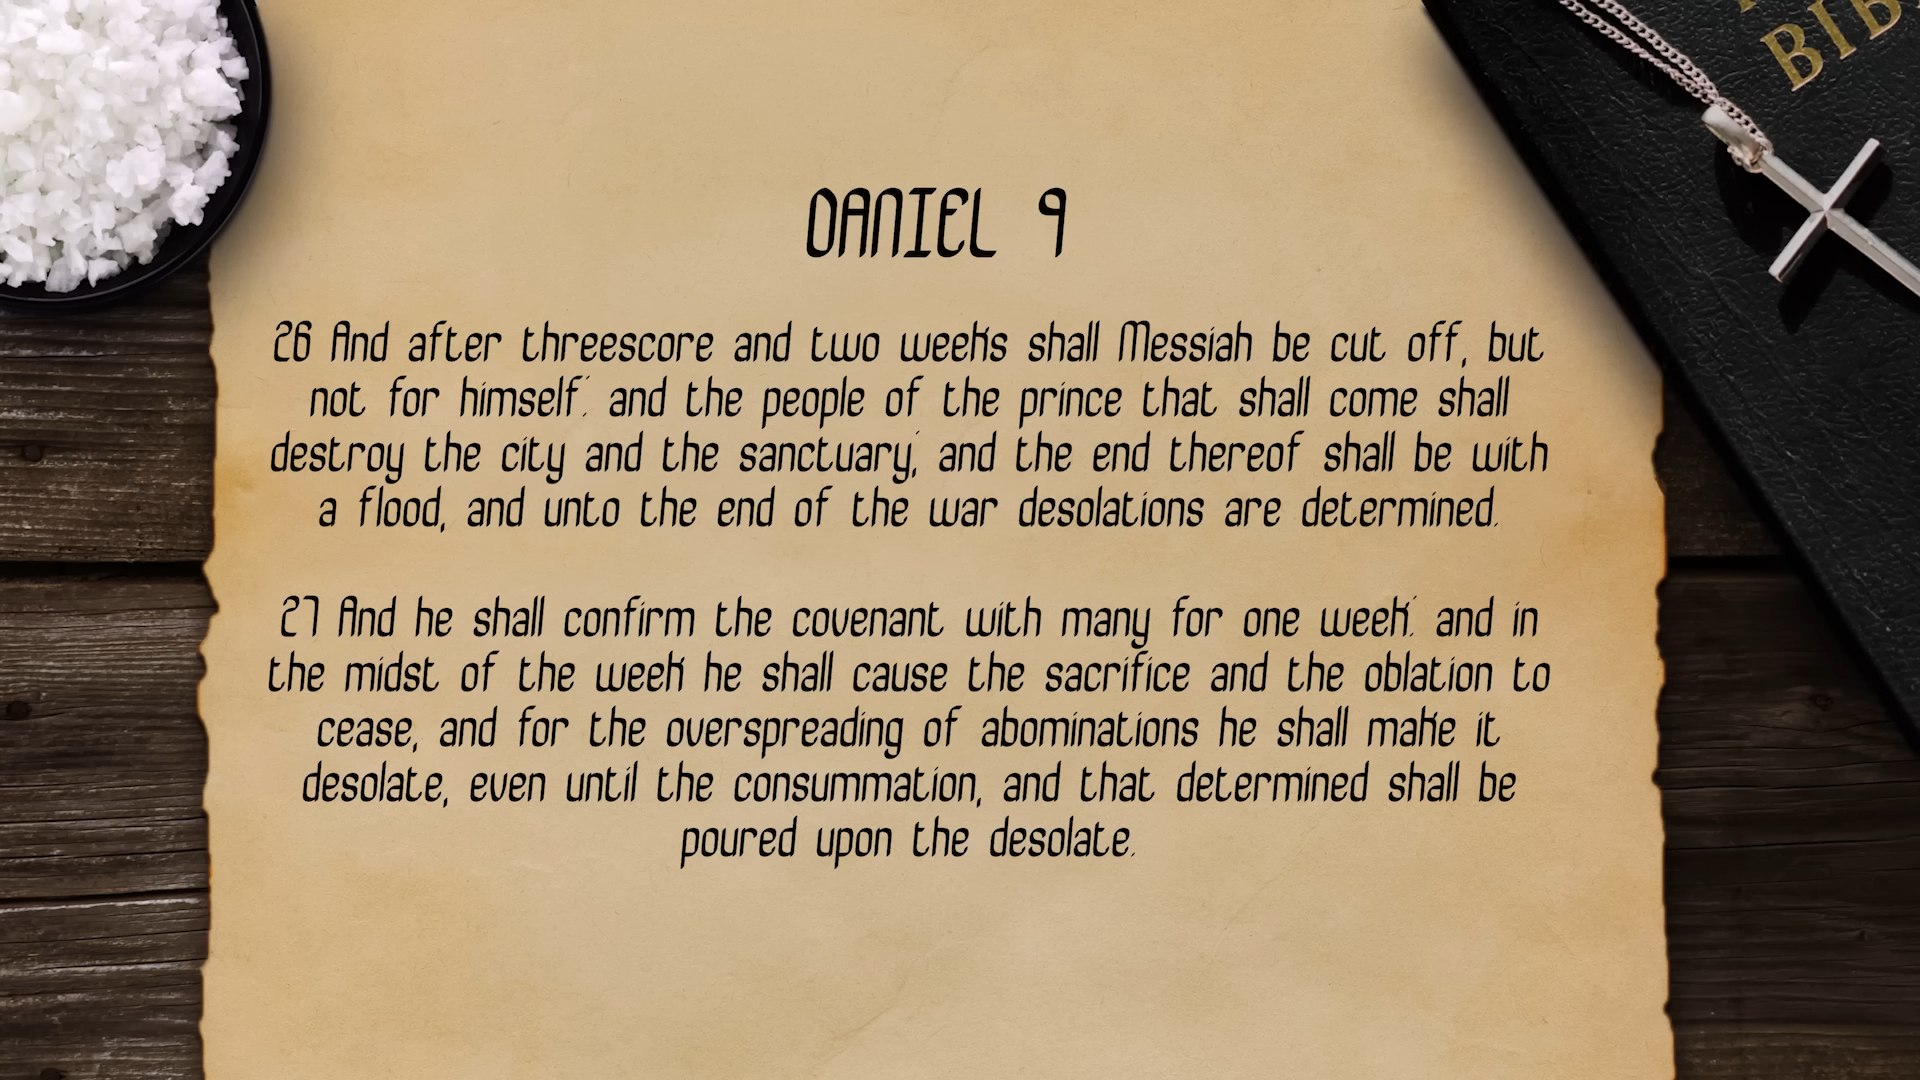 BIB
DANIEL 9
26 And after threescore and two weeks shall Messiah be cut off, but
not for himself: and the people of the prince that shall come shall
destroy the city and the sanctuary; and the end thereof shall be with
a flood, and unto the end of the war desolations are determined.
27 And he shall confirm the covenant with many for one week: and in
the midst of the week he shall cause the sacrifice and the oblation to
cease, and for the overspreading of abominations he shall make it
desolate, even until the consummation, and that determined shall be
poured upon the desolate.